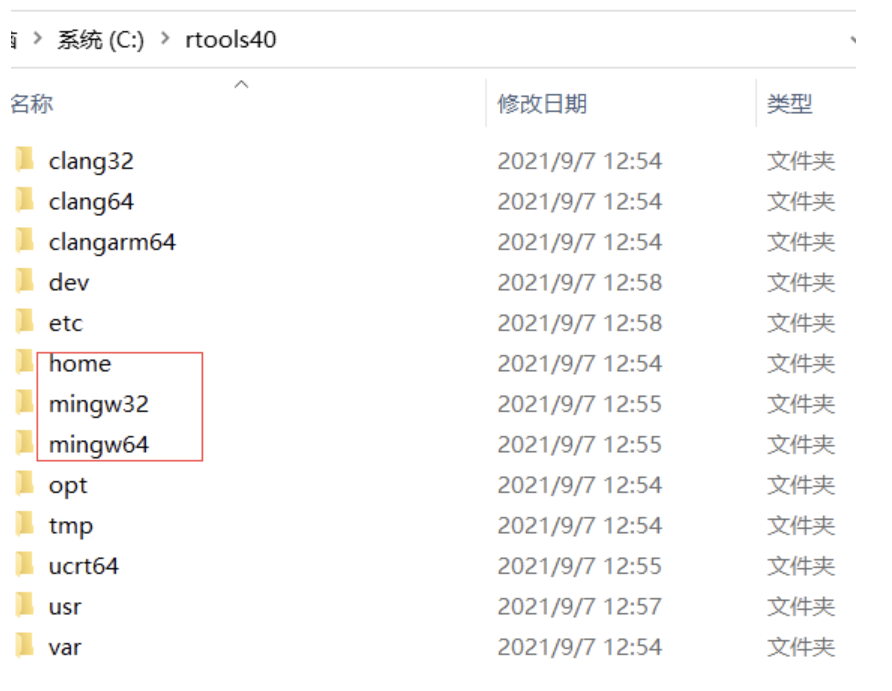 系统 (C:) > rtools40
名称 修改日期 类型
clang32 2021/9/7 12:54 文件夹
clang64 2021/9/7 12:54 文件夹
clangarm64 2021/9/7 12:54 文件夹
dev 2021/9/7 12:58 文件夹
etc 2021/9/7 12:58 文件夹
home 2021/9/7 12:54 文件夹
mingw32 2021/9/7 12:55 文件夹
mingw64 2021/9/7 12:55 文件夹
opt 2021/9/7 12:54 文件夹
tmp 2021/9/7 12:54 文件夹
ucrt64 2021/9/7 12:55 文件夹
usr 2021/9/7 12:57 文件夹
var 2021/9/7 12:54 文件夹